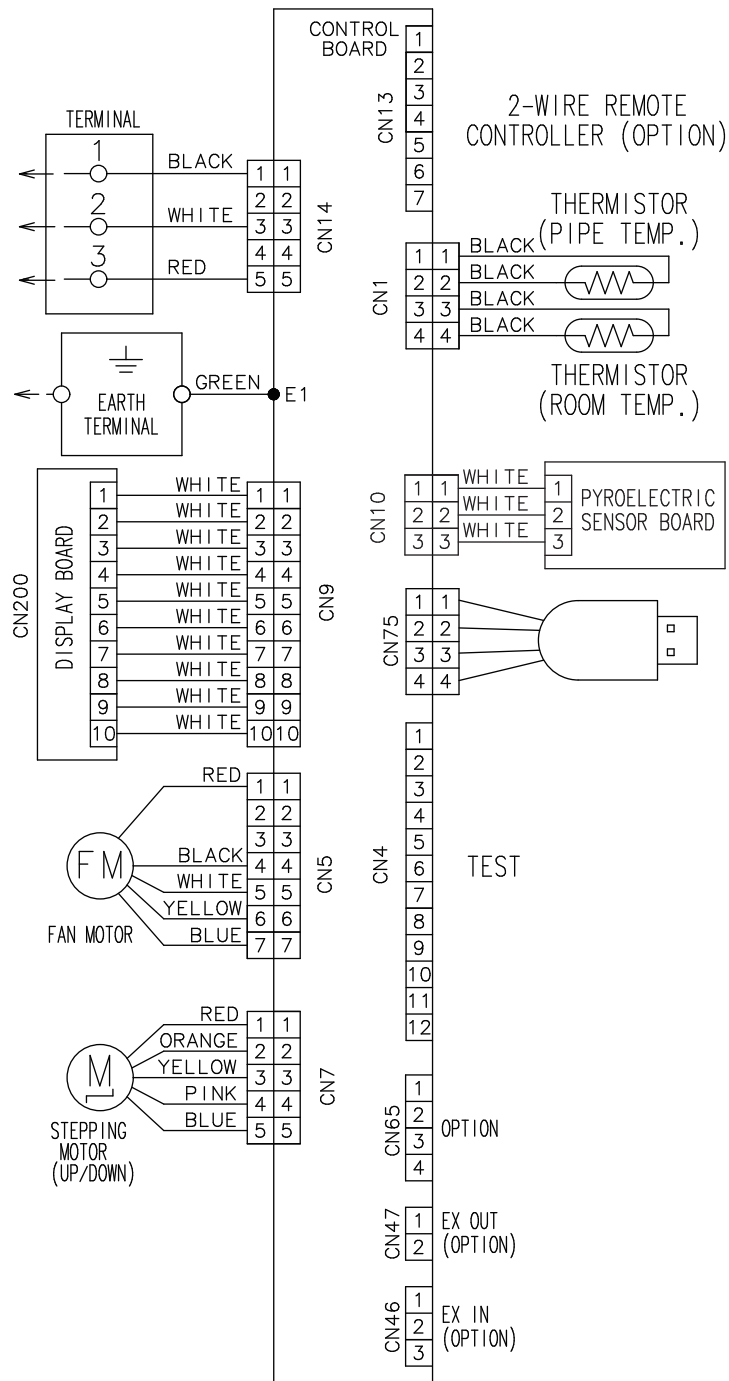 CONTROL
BOARD
CN13
1
2
3
4
5
6
7
2-WIRE REMOTE
CONTROLLER (OPTION)
TERMINAL
1
2
3
BLACK
WHITE
RED
1 1
2 2
3 3
4 4
5 5
CN14
THERMISTOR
(PIPE TEMP.)
CN1
1 1 BLACK
2 2 BLACK
3 3 BLACK
4 4 BLACK
THERMISTOR
(ROOM TEMP.)
EARTH
TERMINAL
GREEN
E1
CN200
DISPLAY BOARD
1 WHITE 1 1
2 WHITE 2 2
3 WHITE 3 3
4 WHITE 4 4
5 WHITE 5 5
6 WHITE 6 6
7 WHITE 7 7
8 WHITE 8 8
9 WHITE 9 9
10 WHITE 10 10
CN9
CN10
1 1 WHITE 1
2 2 WHITE 2
3 3 WHITE 3
PYROELECTRIC
SENSOR BOARD
CN75
1 1
2 2
3 3
4 4
FM
FAN MOTOR
RED 1 1
2 2
3 3
BLACK 4 4
WHITE 5 5
YELLOW 6 6
BLUE 7 7
CN5
CN4
1
2
3
4
5
6
7
8
9
10
11
12
TEST
M
STEPPING
MOTOR
(UP/DOWN)
RED 1 1
ORANGE 2 2
YELLOW 3 3
PINK 4 4
BLUE 5 5
CN7
CN65
1
2
3
4
OPTION
CN47
1
2
EX OUT
(OPTION)
CN46
1
2
3
EX IN
(OPTION)